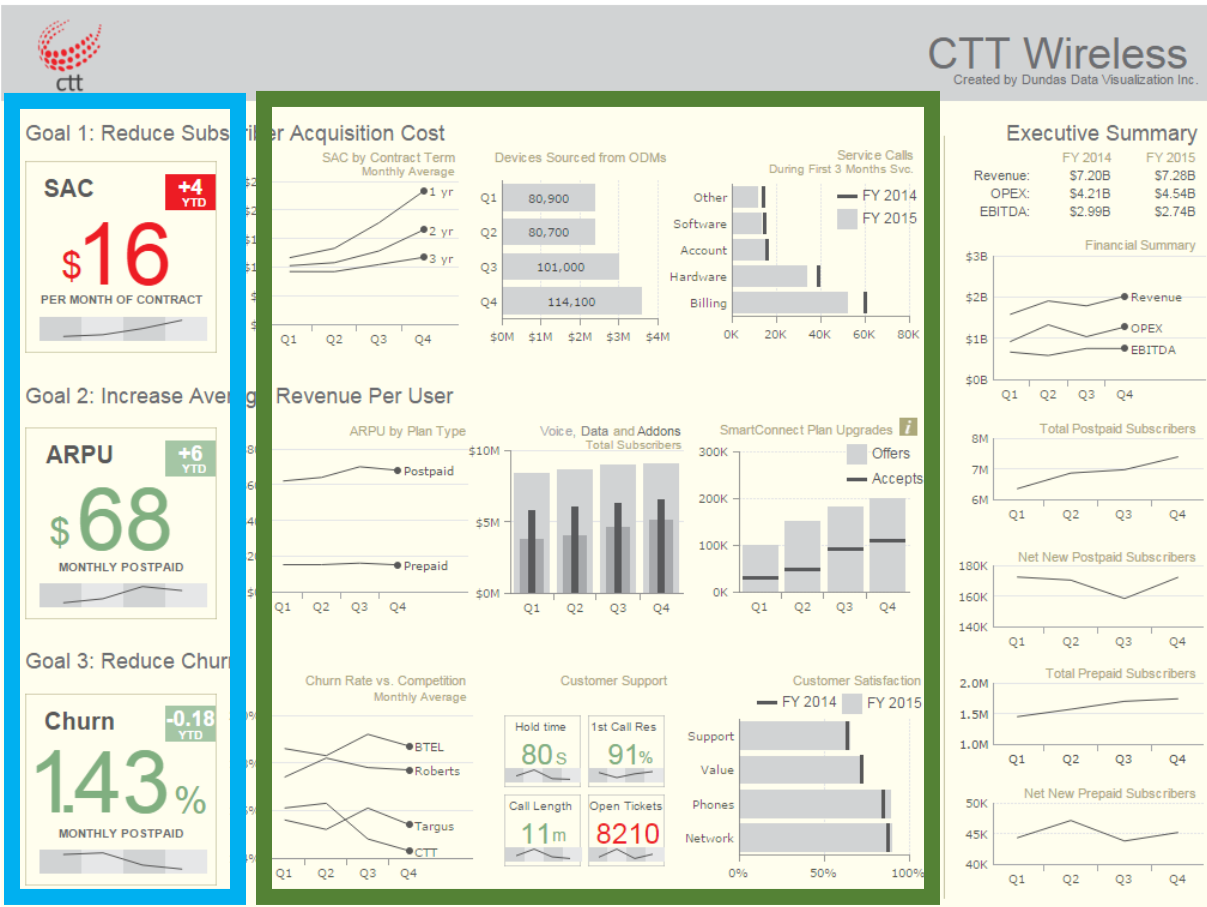 ctt
CTT Wireless
Created by Dundas Data Visualization Inc.
Goal 1: Reduce Subscriber Acquisition Cost
SAC
+4
YTD
$16
PER MONTH OF CONTRACT
SAC by Contract Term
Monthly Average
1 yr
2 yr
3 yr
Q1 Q2 Q3 Q4
Devices Sourced from ODMs
Q1 80,900
Q2 80,700
Q3 101,000
Q4 114,100
$0M $1M $2M $3M $4M
Service Calls
During First 3 Months Svc.
FY 2014
FY 2015
Other
Software
Account
Hardware
Billing
0K 20K 40K 60K 80K
Goal 2: Increase Average Revenue Per User
ARPU
+6
YTD
$68
MONTHLY POSTPAID
ARPU by Plan Type
Postpaid
Prepaid
Q1 Q2 Q3 Q4
Voice, Data and Addons
Total Subscribers
$10M
$5M
$0M
Q1 Q2 Q3 Q4
SmartConnect Plan Upgrades i
Offers
Accepts
300K
200K
100K
0K
Q1 Q2 Q3 Q4
Goal 3: Reduce Churn
Churn
-0.18
YTD
1.43%
MONTHLY POSTPAID
Churn Rate vs. Competition
Monthly Average
BTEL
Roberts
Targus
CTT
Q1 Q2 Q3 Q4
Customer Support
Hold time
80s
1st Call Res
91%
Call Length
11m
Open Tickets
8210
Customer Satisfaction
FY 2014 FY 2015
Support
Value
Phones
Network
0% 50% 100%
Executive Summary
FY 2014 FY 2015
Revenue: $7.20B $7.28B
OPEX: $4.21B $4.54B
EBITDA: $2.99B $2.74B
Financial Summary
$3B
$2B
$1B
$0B
Revenue
OPEX
EBITDA
Q1 Q2 Q3 Q4
Total Postpaid Subscribers
8M
7M
6M
Q1 Q2 Q3 Q4
Net New Postpaid Subscribers
180K
160K
140K
Q1 Q2 Q3 Q4
Total Prepaid Subscribers
2.0M
1.5M
1.0M
Q1 Q2 Q3 Q4
Net New Prepaid Subscribers
50K
45K
40K
Q1 Q2 Q3 Q4